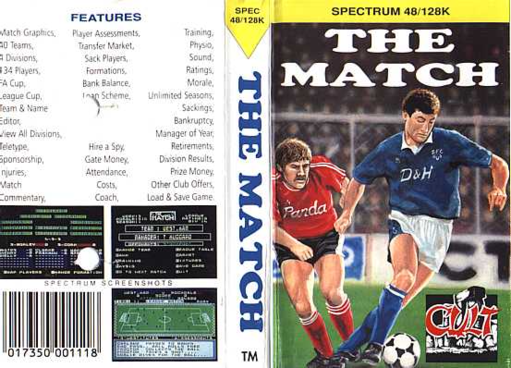 FEATURES
Match Graphics, Player Assessments, Training,
40 Teams, Transfer Market, Physio,
4 Divisions, Sack Players, Sound,
434 Players, Formations, Ratings,
FA Cup, Bank Balance, Morale,
League Cup, Loan Scheme, Unlimited Seasons,
Team & Name Sackings,
Editor, Bankruptcy,
View All Divisions, Manager of Year,
Teletype, Hire a Spy, Retirements,
Sponsorship, Gate Money, Division Results,
Injuries, Attendance, Prize Money,
Match Costs, Other Club Offers,
Commentary, Coach, Load & Save Game
SPECTRUM SCREENSHOTS
017350 001118
SPEC
48/128K
THE MATCH
TM
SPECTRUM 48/128K
THE
MATCH
Panda
D&H
CULT